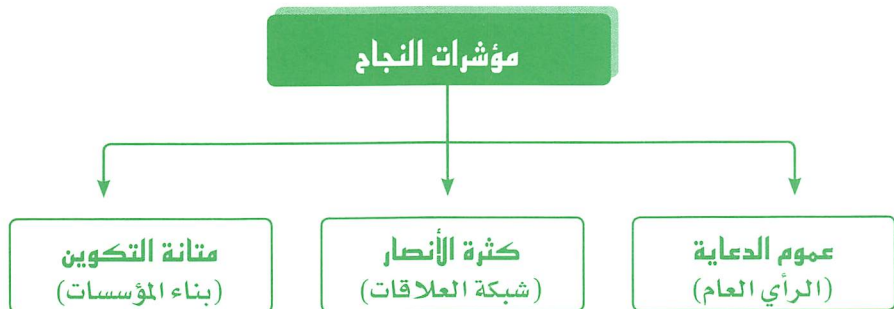 مؤشرات النجاح
عموم الدعاية
(الرأي العام)
كثرة الأنصار
(شبكة العلاقات)
متانة التكوين
(بناء المؤسسات)